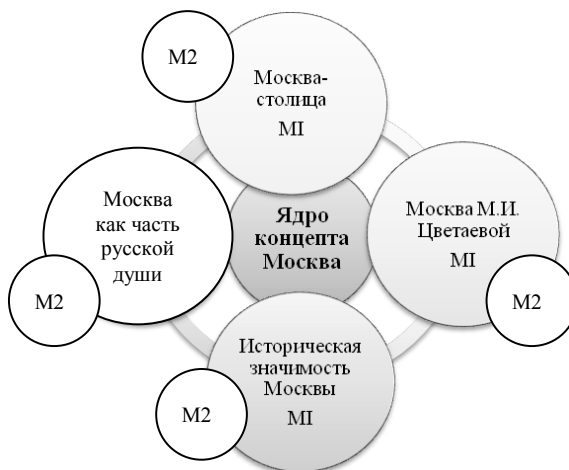 М2
Москва-
столица
МI
Москва
как часть
русской
души
М2
Ядро
концепта
Москва
Москва М.И.
Цветаевой
МI
М2
Историческая
значимость
Москвы
МI
М2